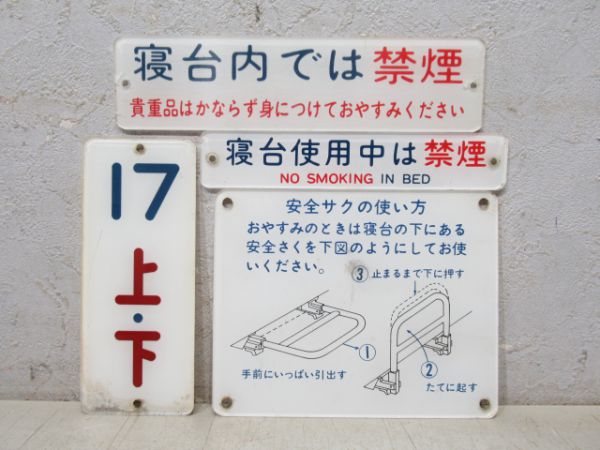 寝台内では禁煙
貴重品はかならず身につけておやすみください
17
上・下
寝台使用中は禁煙
NO SMOKING IN BED
安全サクの使い方
おやすみのときは寝台の下にある
安全さくを下図のようにしてお使
いください。
③止まるまで下に押す
①
手前にいっぱい引出す
②
たてに起す